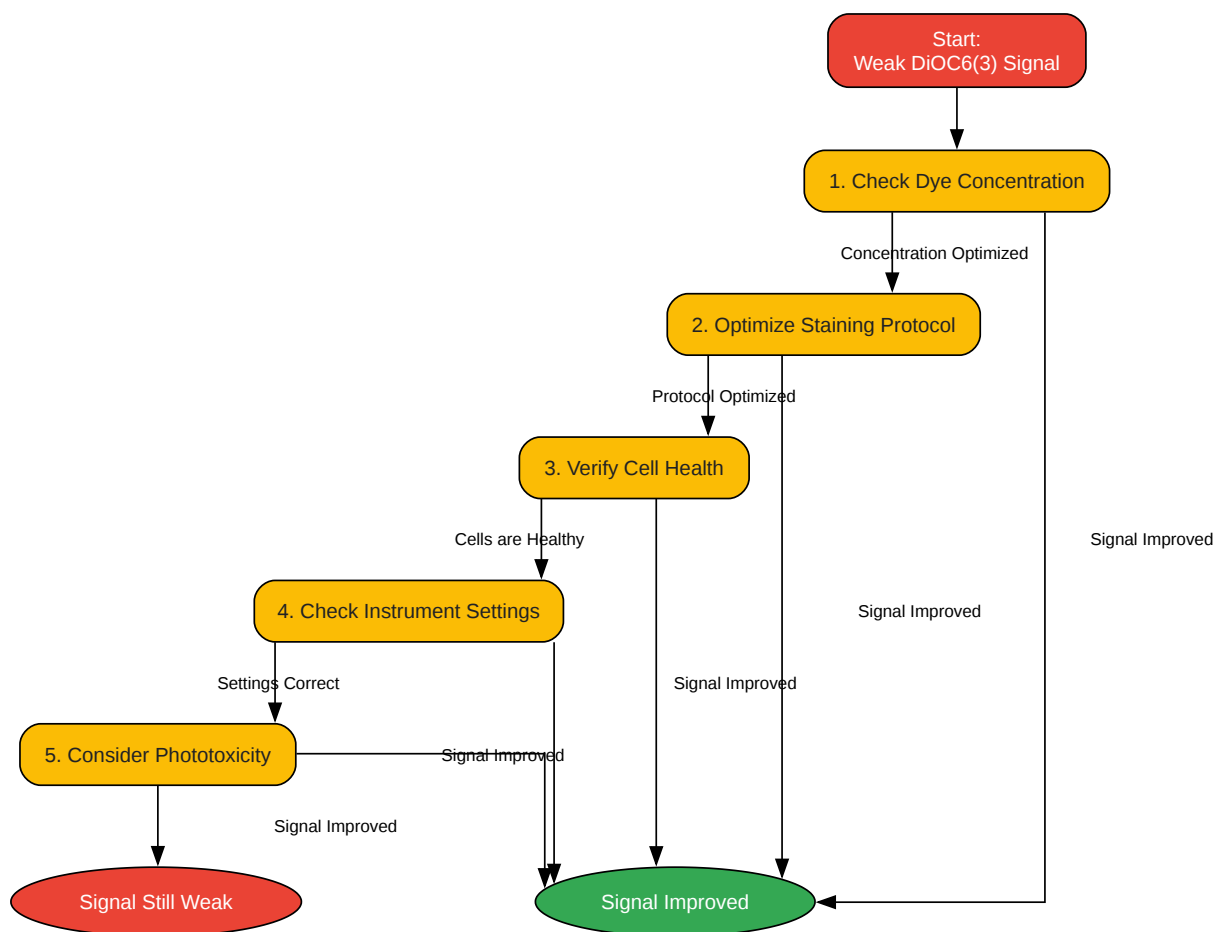 Start:
Weak DiOC6(3) Signal
1. Check Dye Concentration
Concentration Optimized
2. Optimize Staining Protocol
Protocol Optimized
3. Verify Cell Health
Cells are Healthy
Signal Improved
4. Check Instrument Settings
Signal Improved
Settings Correct
Signal Improved
5. Consider Phototoxicity
Signal Improved
Signal Improved
Signal Still Weak
Signal Improved